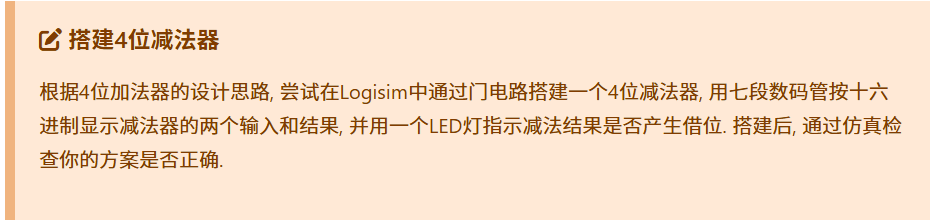 搭建4位减法器
根据4位加法器的设计思路, 尝试在Logisim中通过门电路搭建一个4位减法器, 用七段数码管按十六
进制显示减法器的两个输入和结果, 并用一个LED灯指示减法结果是否产生借位. 搭建后, 通过仿真检
查你的方案是否正确.